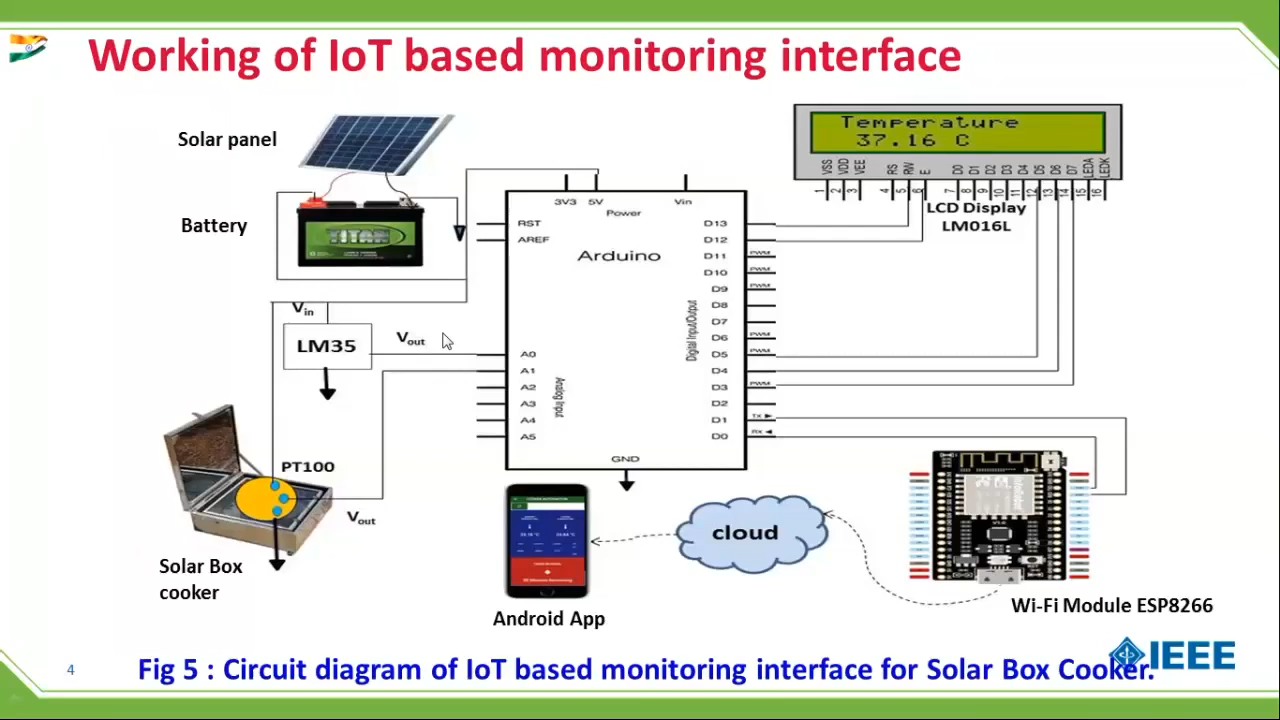 Working of IoT based monitoring interface
Solar panel
Battery
TITAN
Vin
LM35
Vout
PT100
Vout
Solar Box
cooker
3V3 5V Vin
Power
RST
AREF
Arduino
A0
A1
A2
A3
A4
A5
Analog Input
Digital Input/Output
D13
D12
D11 PWM
D10 PWM
D9 PWM
D8
D7
D6 PWM
D5 PWM
D4
D3 PWM
D2
D1 TX
D0 RX
GND
Temperature
37.16 C
VSS VDD VEE RS RW E D0 D1 D2 D3 D4 D5 D6 D7 LEDA LEDK
1 2 3 4 5 6 7 8 9 10 11 12 13 14 15 16
LCD Display
LM016L
Android App
cloud
Wi-Fi Module ESP8266
4
Fig 5 : Circuit diagram of IoT based monitoring interface for Solar Box Cooker.
IEEE